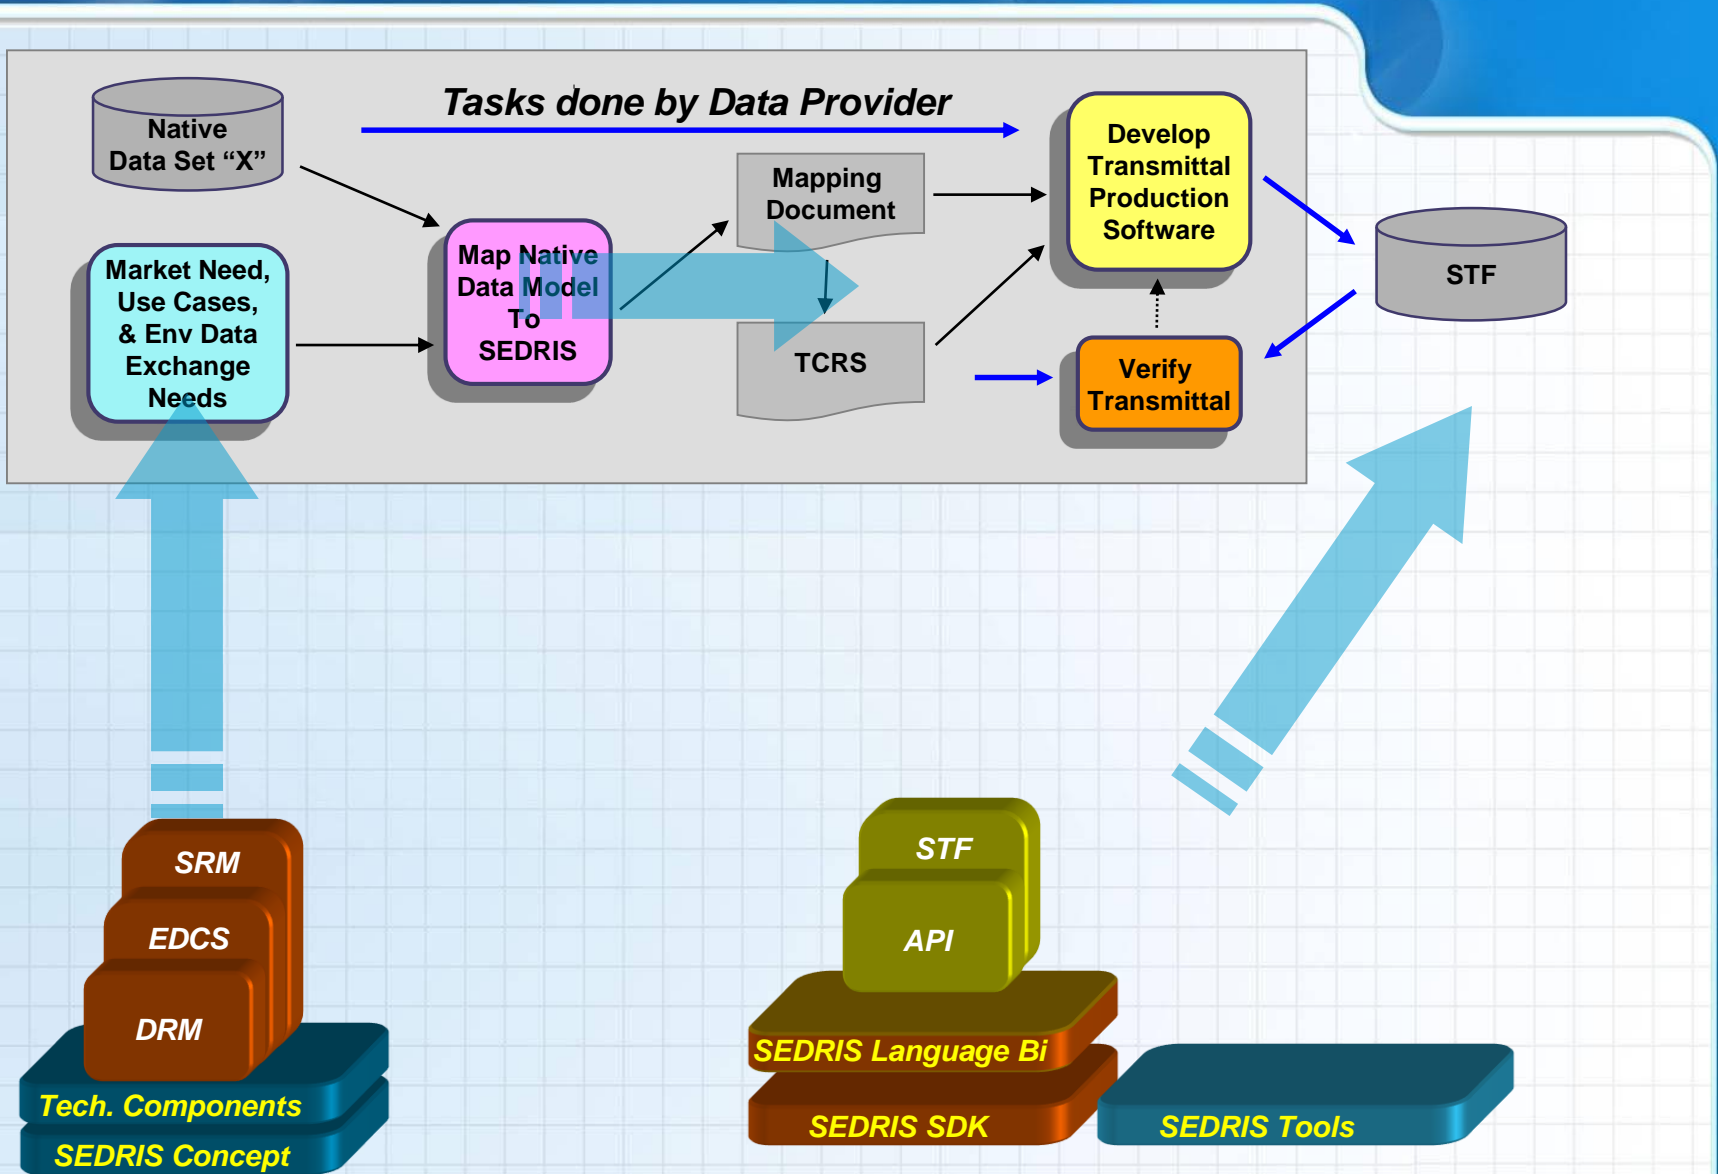 Tasks done by Data Provider
Native
Data Set “X”
Market Need,
Use Cases,
& Env Data
Exchange
Needs
Map Native
Data Model
To
SEDRIS
Mapping
Document
TCRS
Develop
Transmittal
Production
Software
Verify
Transmittal
STF
SRM
EDCS
DRM
Tech. Components
SEDRIS Concept
STF
API
SEDRIS Language Bi
SEDRIS SDK
SEDRIS Tools